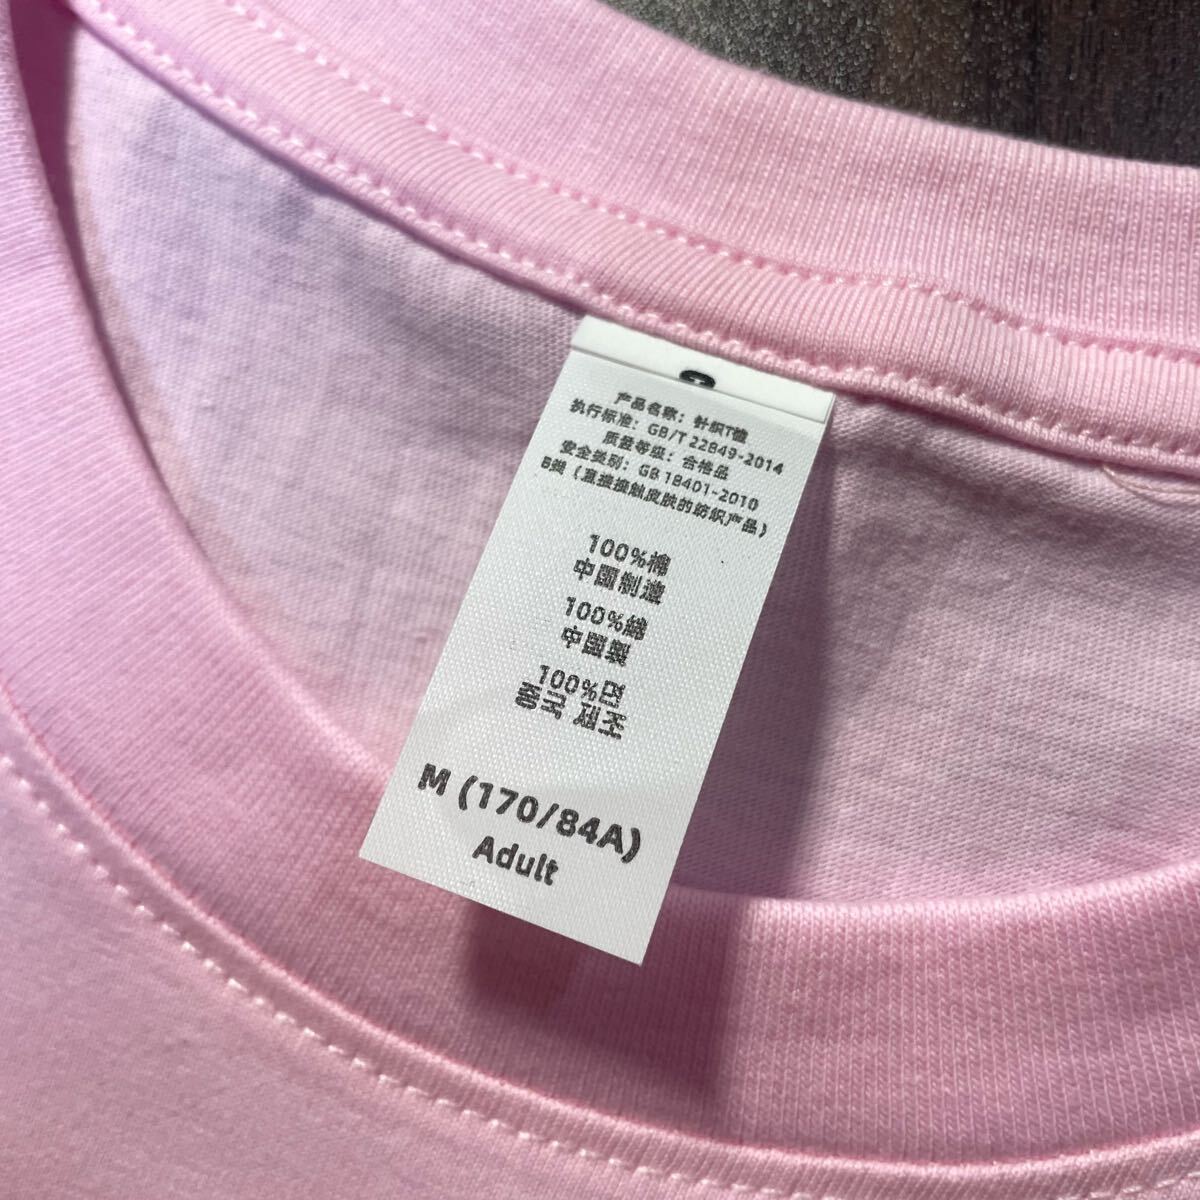 产品名称：针织T恤
执行标准：GB/T 22849-2014
质量等级：合格品
安全类别：GB 18401-2010
B类（直接接触皮肤的纺织产品）
100%棉
中国制造
100%綿
中国製
100%면
중국 제조
M (170/84A)
Adult